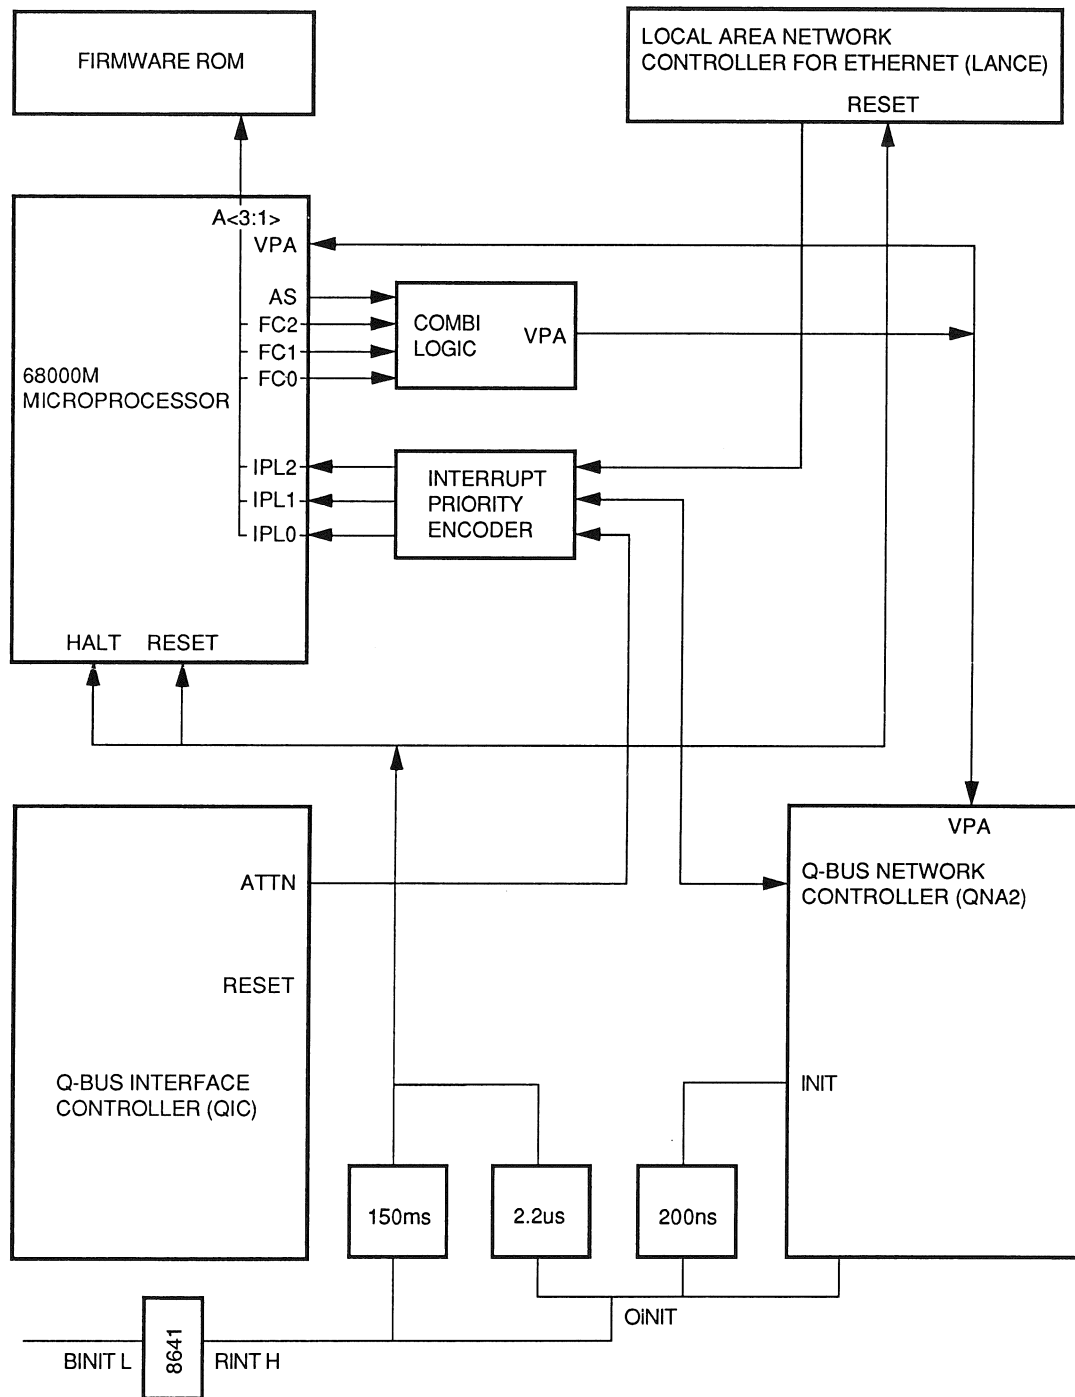 FIRMWARE ROM
LOCAL AREA NETWORK
CONTROLLER FOR ETHERNET (LANCE)
RESET
A<3:1>
VPA
AS
FC2
FC1
FC0
COMBI
LOGIC
VPA
68000M
MICROPROCESSOR
IPL2
IPL1
IPL0
INTERRUPT
PRIORITY
ENCODER
HALT
RESET
VPA
ATTN
Q-BUS NETWORK
CONTROLLER (QNA2)
RESET
Q-BUS INTERFACE
CONTROLLER (QIC)
INIT
150ms
2.2us
200ns
OiNIT
BINIT L
8641
RINT H